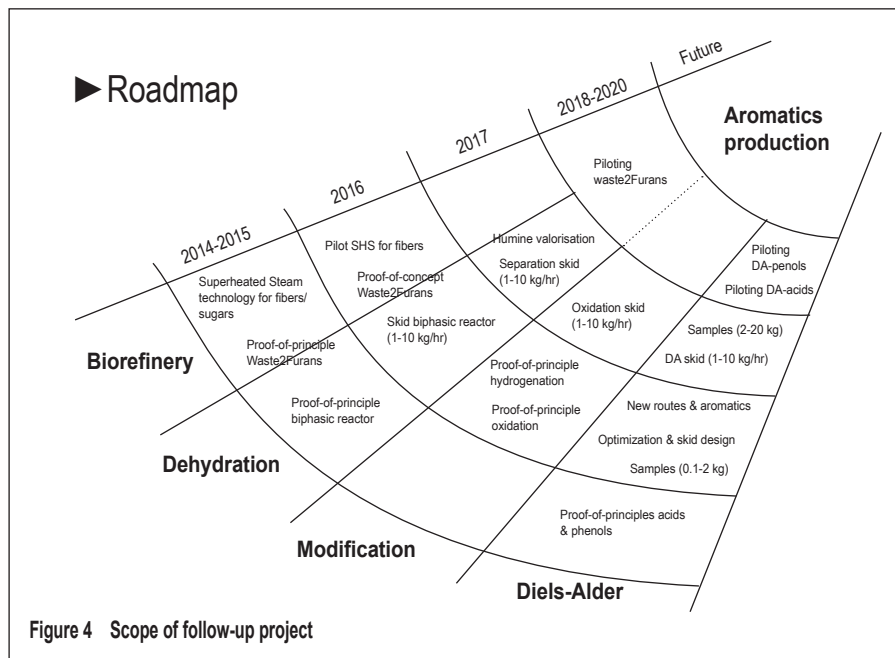 ► Roadmap
2014-2015
2016
2017
2018-2020
Future
Aromatics
production
Biorefinery
Superheated Steam
technology for fibers/
sugars
Proof-of-principle
Waste2Furans
Pilot SHS for fibers
Proof-of-concept
Waste2Furans
Piloting
waste2Furans
Dehydration
Proof-of-principle
biphasic reactor
Skid biphasic reactor
(1-10 kg/hr)
Humine valorisation
Separation skid
(1-10 kg/hr)
Modification
Proof-of-principle
hydrogenation
Proof-of-principle
oxidation
Oxidation skid
(1-10 kg/hr)
Diels-Alder
Proof-of-principles acids
& phenols
New routes & aromatics
Optimization & skid design
Samples (0.1-2 kg)
Samples (2-20 kg)
DA skid (1-10 kg/hr)
Piloting
DA-penols
Piloting DA-acids
Figure 4 Scope of follow-up project